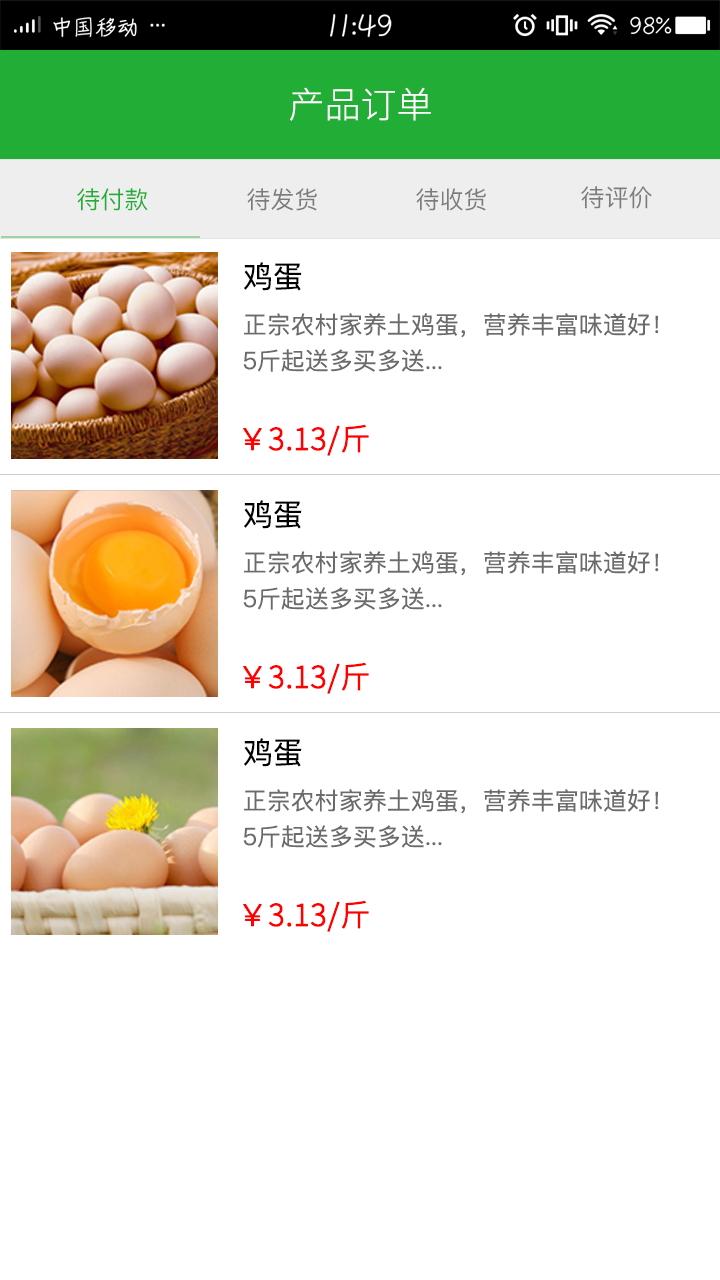 中国移动 ··· 11:49 98%
产品订单
待付款 待发货 待收货 待评价
鸡蛋
正宗农村家养土鸡蛋，营养丰富味道好！
5斤起送多买多送...
￥3.13/斤
鸡蛋
正宗农村家养土鸡蛋，营养丰富味道好！
5斤起送多买多送...
￥3.13/斤
鸡蛋
正宗农村家养土鸡蛋，营养丰富味道好！
5斤起送多买多送...
￥3.13/斤